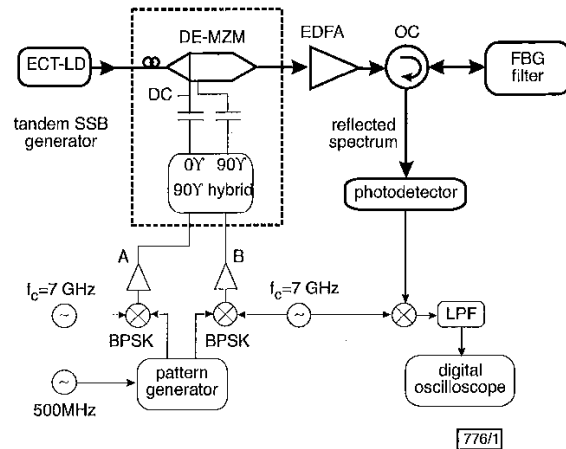 DE-MZM
EDFA
OC
ECT-LD
FBG
filter
DC
tandem SSB
generator
reflected
spectrum
0Υ 90Υ
90Υ hybrid
photodetector
A
B
f_c=7 GHz
f_c=7 GHz
BPSK
BPSK
LPF
pattern
generator
digital
oscilloscope
500MHz
776/1